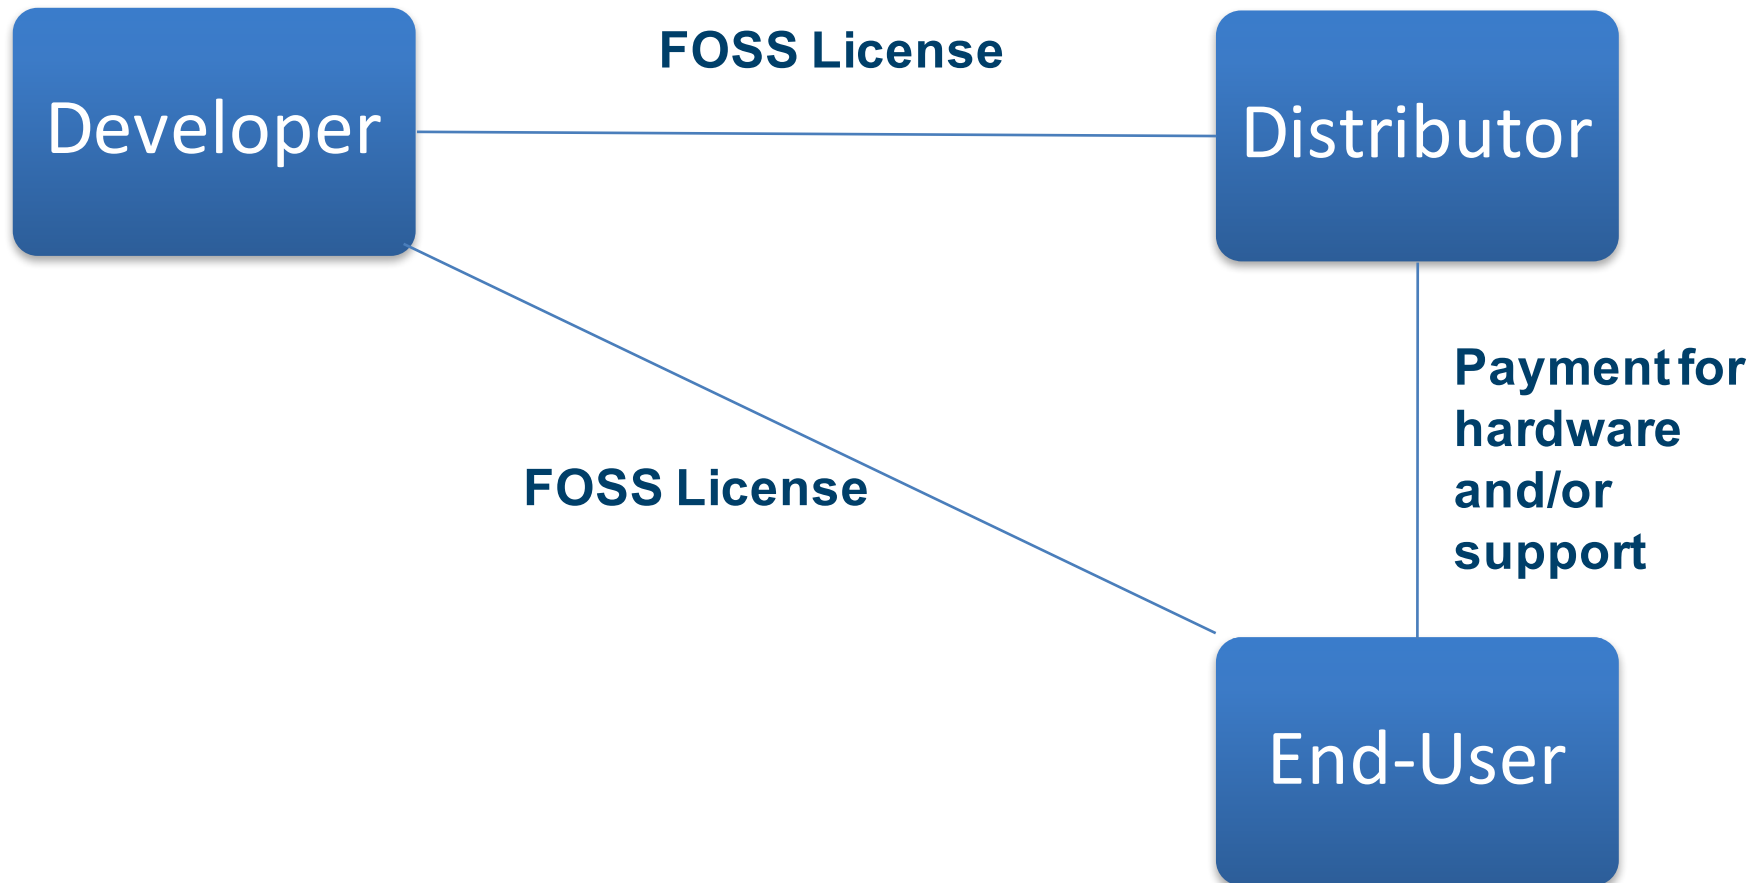 FOSS License
Developer
Distributor
Payment for
hardware
and/or
support
FOSS License
End-User